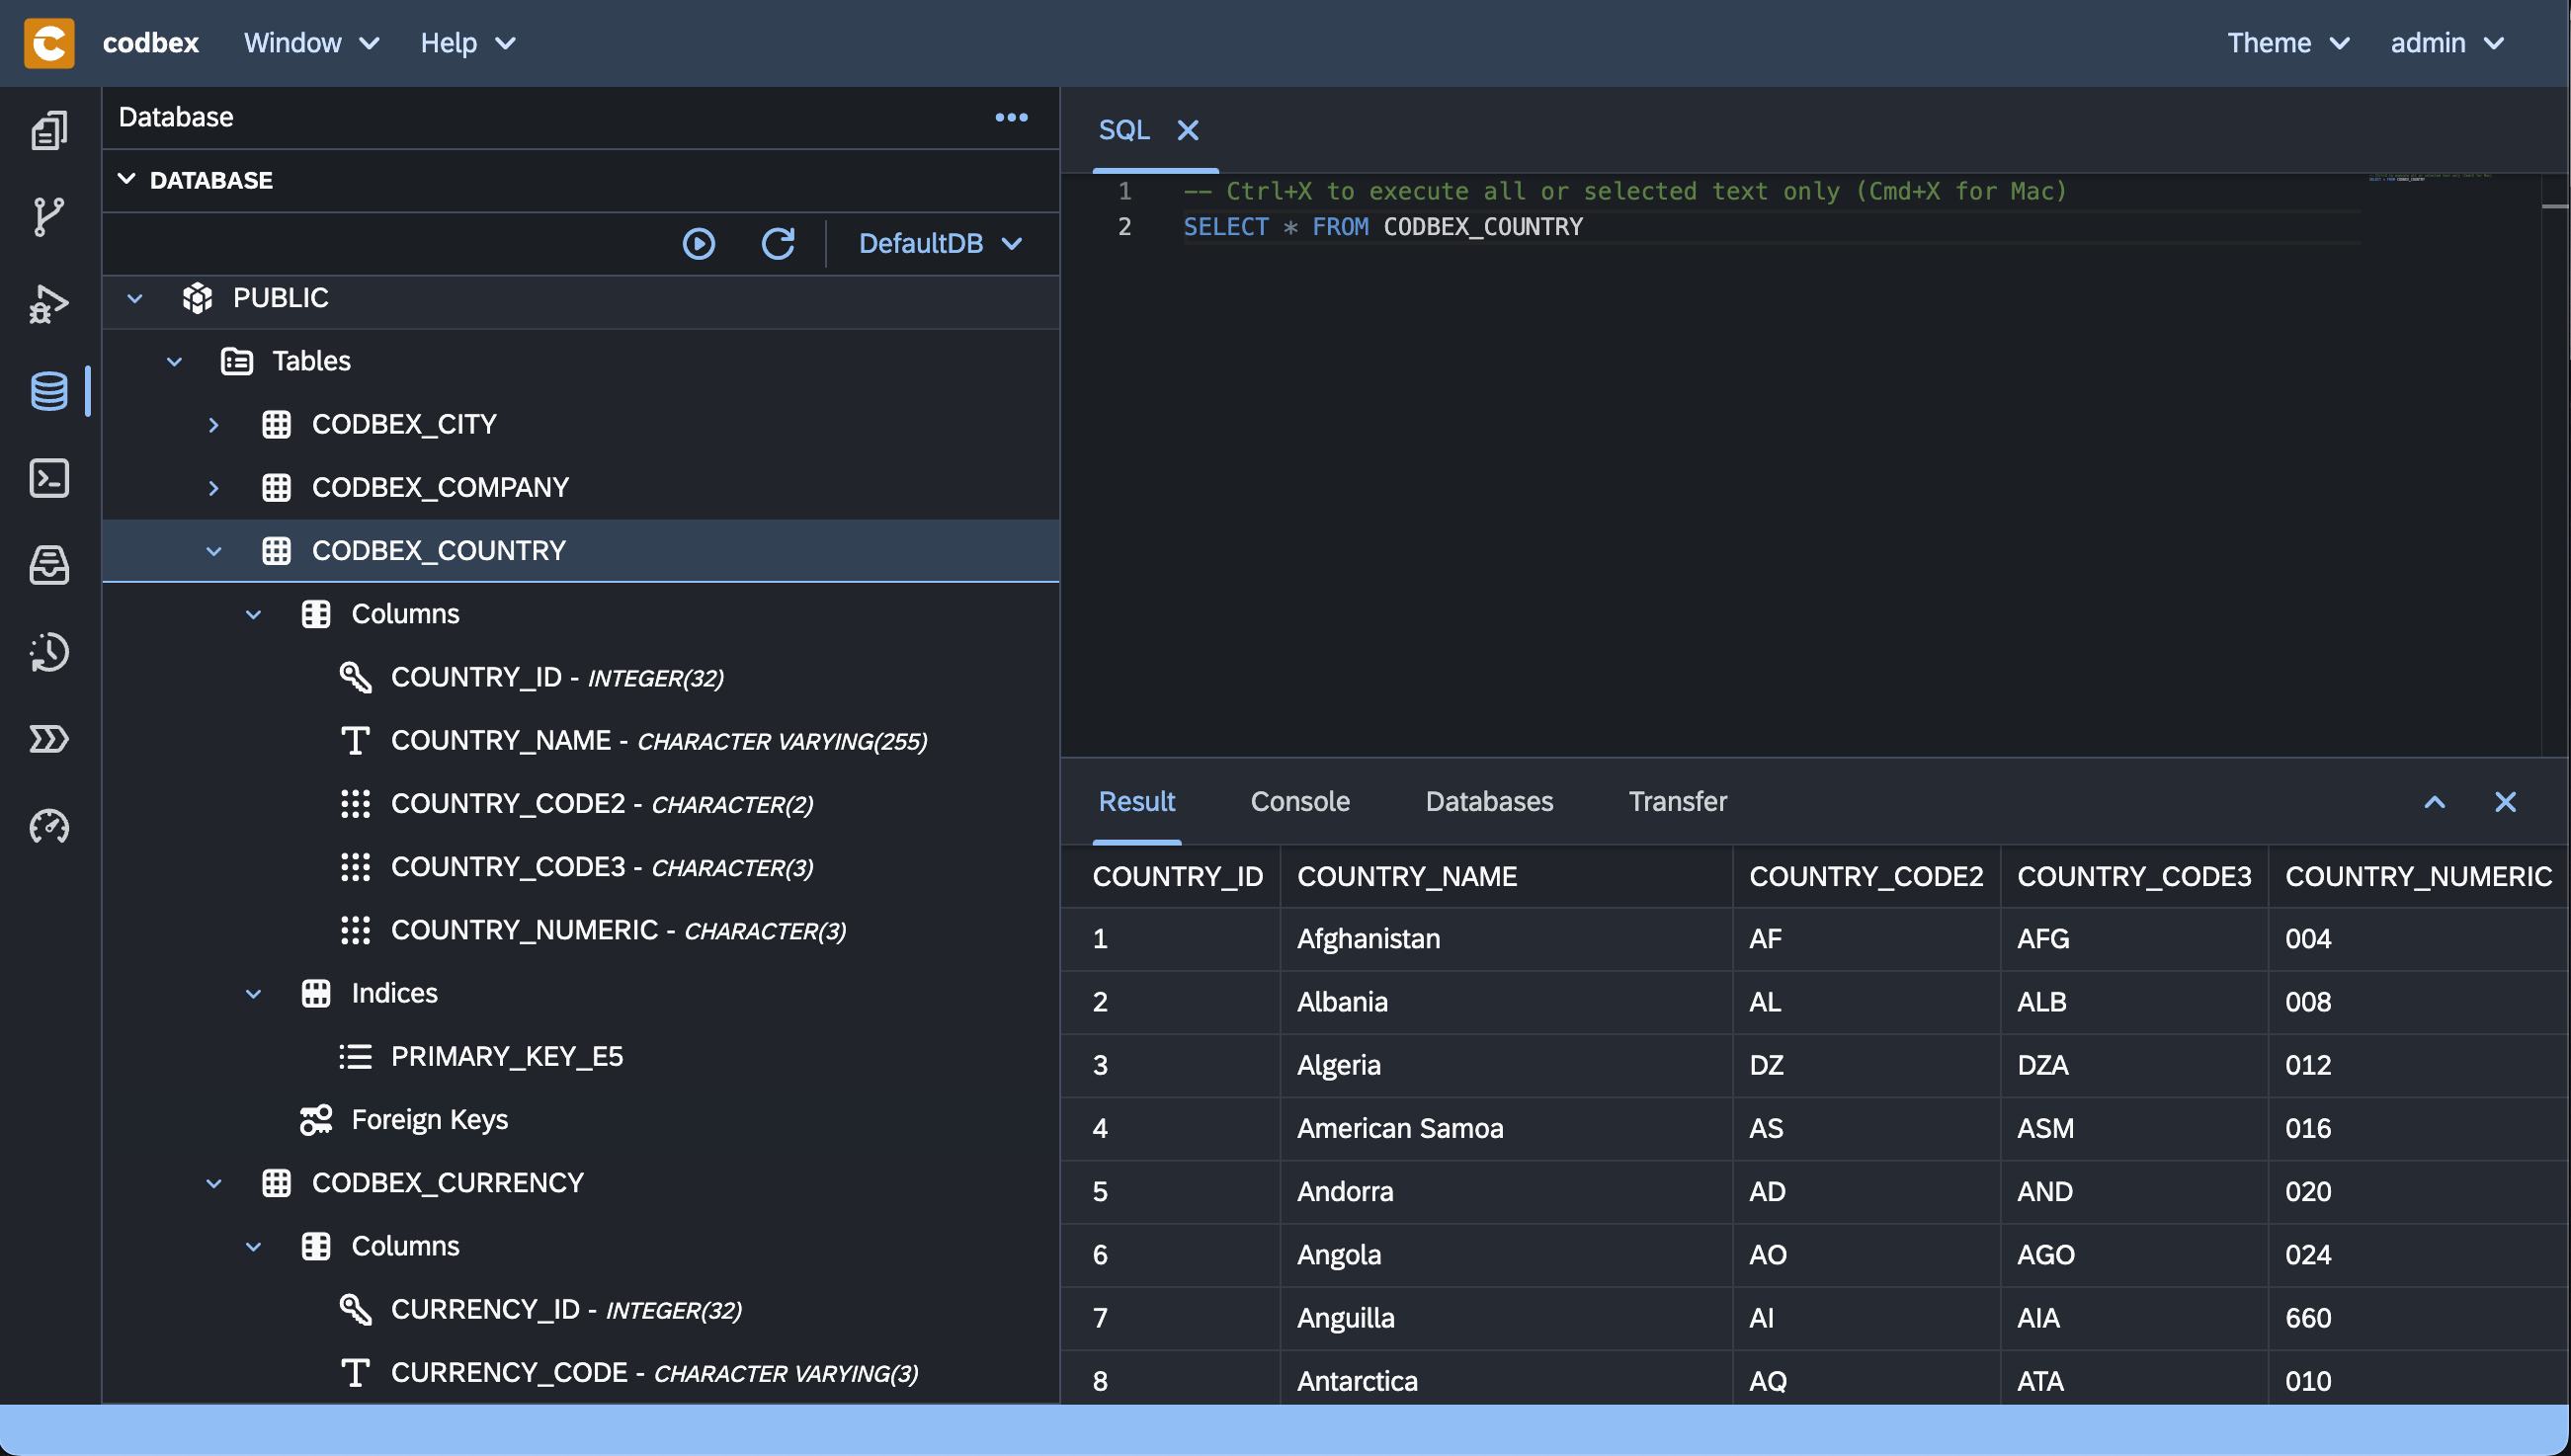 codbex Window Help Theme admin
Database
DATABASE
DefaultDB
PUBLIC
Tables
CODBEX_CITY
CODBEX_COMPANY
CODBEX_COUNTRY
Columns
COUNTRY_ID - INTEGER(32)
COUNTRY_NAME - CHARACTER VARYING(255)
COUNTRY_CODE2 - CHARACTER(2)
COUNTRY_CODE3 - CHARACTER(3)
COUNTRY_NUMERIC - CHARACTER(3)
Indices
PRIMARY_KEY_E5
Foreign Keys
CODBEX_CURRENCY
Columns
CURRENCY_ID - INTEGER(32)
CURRENCY_CODE - CHARACTER VARYING(3)
SQL
1 -- Ctrl+X to execute all or selected text only (Cmd+X for Mac)
2 SELECT * FROM CODBEX_COUNTRY
Result Console Databases Transfer
COUNTRY_ID COUNTRY_NAME COUNTRY_CODE2 COUNTRY_CODE3 COUNTRY_NUMERIC
1 Afghanistan AF AFG 004
2 Albania AL ALB 008
3 Algeria DZ DZA 012
4 American Samoa AS ASM 016
5 Andorra AD AND 020
6 Angola AO AGO 024
7 Anguilla AI AIA 660
8 Antarctica AQ ATA 010